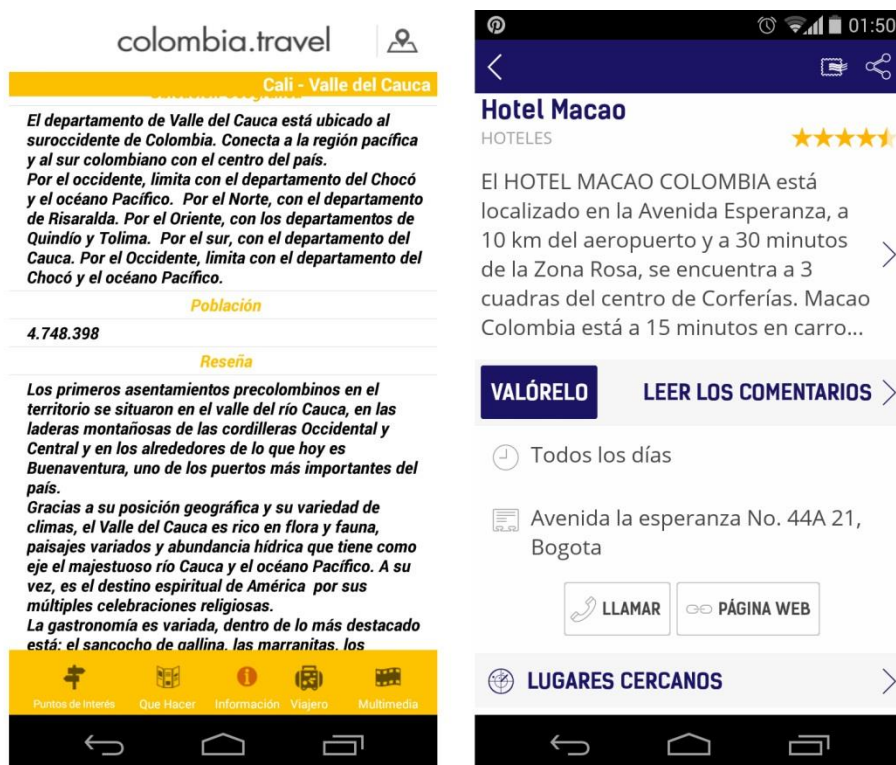 colombia.travel
Cali - Valle del Cauca
El departamento de Valle del Cauca está ubicado al
suroccidente de Colombia. Conecta a la región pacífica
y al sur colombiano con el centro del país.
Por el occidente, limita con el departamento del Chocó
y el océano Pacífico. Por el Norte, con el departamento
de Risaralda. Por el Oriente, con los departamentos de
Quindío y Tolima. Por el sur, con el departamento del
Cauca. Por el Occidente, limita con el departamento del
Chocó y el océano Pacífico.
Población
4.748.398
Reseña
Los primeros asentamientos precolombinos en el
territorio se situaron en el valle del río Cauca, en las
laderas montañosas de las cordilleras Occidental y
Central y en los alrededores de lo que hoy es
Buenaventura, uno de los puertos más importantes del
país.
Gracias a su posición geográfica y su variedad de
climas, el Valle del Cauca es rico en flora y fauna,
paisajes variados y abundancia hídrica que tiene como
eje el majestuoso río Cauca y el océano Pacífico. A su
vez, es el destino espiritual de América por sus
múltiples celebraciones religiosas.
La gastronomía es variada, dentro de lo más destacado
está: el sancocho de gallina, las marranitas, los
Puntos de Interés Que Hacer Información Viajero Multimedia
01:50
Hotel Macao
HOTELES
El HOTEL MACAO COLOMBIA está
localizado en la Avenida Esperanza, a
10 km del aeropuerto y a 30 minutos
de la Zona Rosa, se encuentra a 3
cuadras del centro de Corferías. Macao
Colombia está a 15 minutos en carro...
VALÓRELO LEER LOS COMENTARIOS
Todos los días
Avenida la esperanza No. 44A 21,
Bogota
LLAMAR PÁGINA WEB
LUGARES CERCANOS